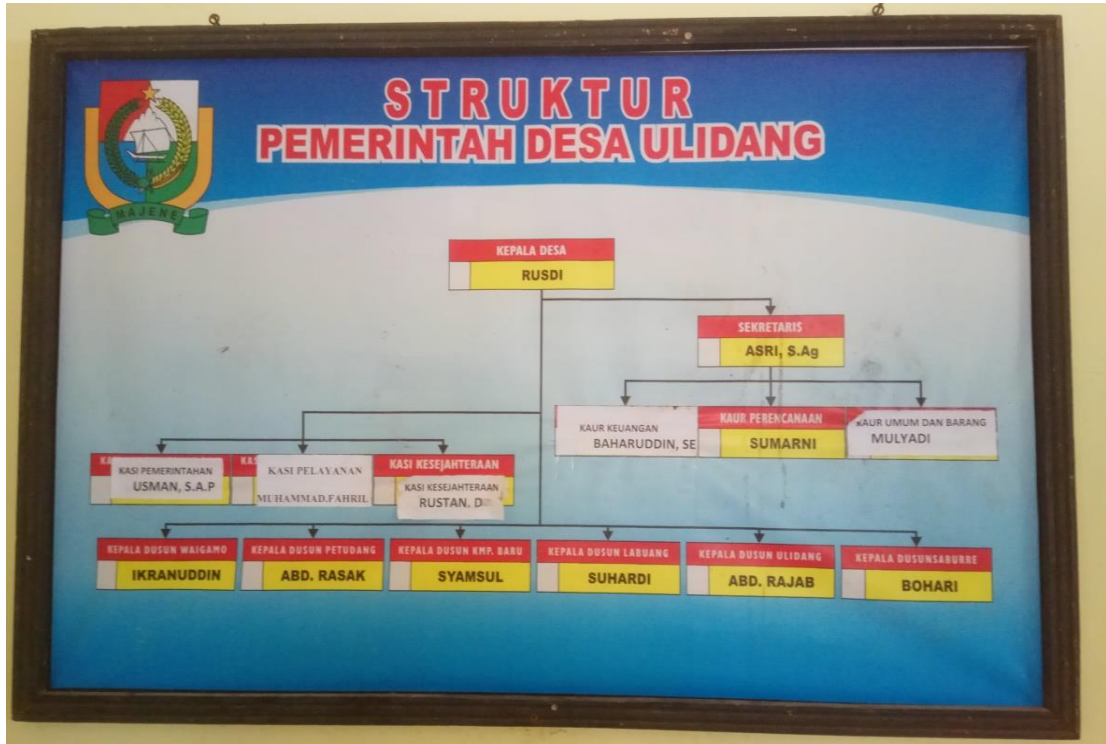 STRUKTUR
PEMERINTAH DESA ULIDANG
MAJENE
KEPALA DESA
RUSDI
SEKRETARIS
ASRI, S.Ag
KAUR KEUANGAN
BAHARUDDIN, SE
KAUR PERENCANAAN
SUMARNI
KAUR UMUM DAN BARANG
MULYADI
KASI PEMERINTAHAN
USMAN, S.A.P
KASI PELAYANAN
MUHAMMAD.FAHRIL
KASI KESEJAHTERAAN
KASI KESEJAHTERAAN
RUSTAN. D
KEPALA DUSUN WAIGAMO
IKRANUDDIN
KEPALA DUSUN PETUDANG
ABD. RASAK
KEPALA DUSUN KMP. BARU
SYAMSUL
KEPALA DUSUN LABUANG
SUHARDI
KEPALA DUSUN ULIDANG
ABD. RAJAB
KEPALA DUSUNSABURRE
BOHARI